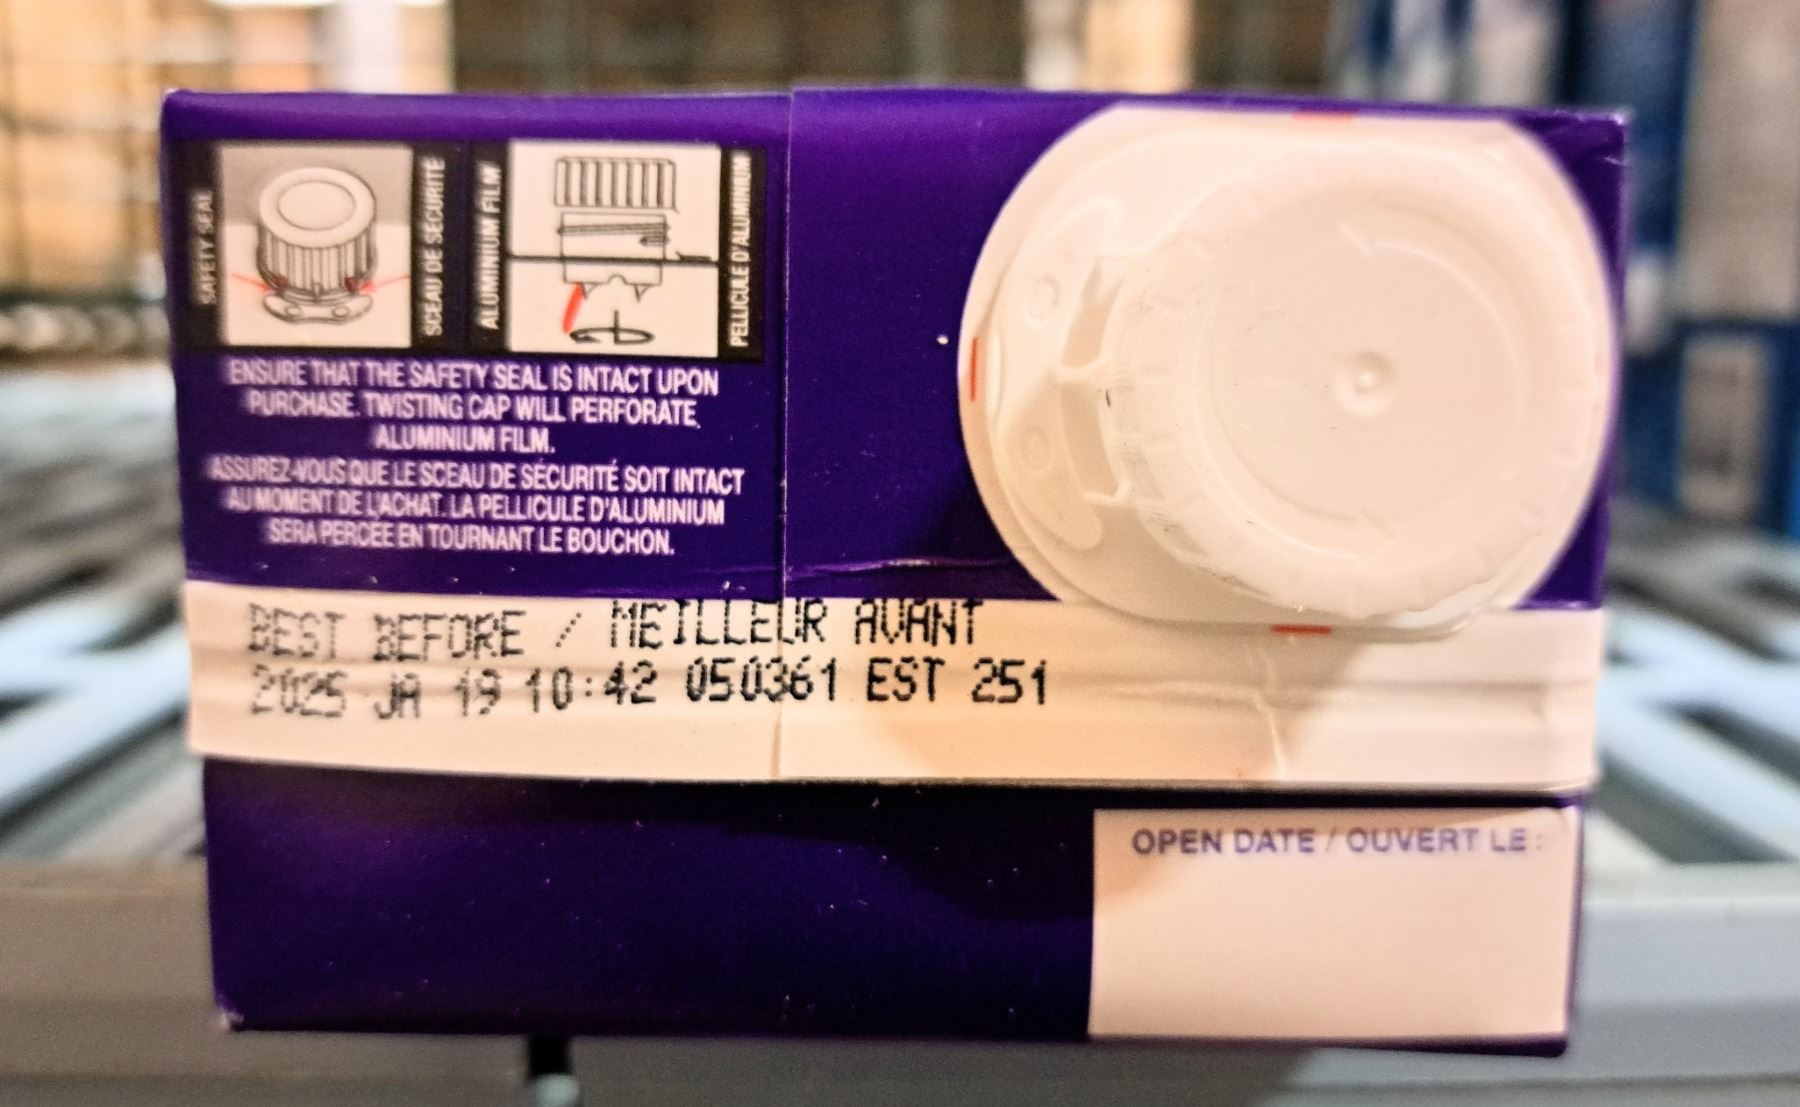 SAFETY SEAL
SCEAU DE SÉCURITÉ
ALUMINIUM FILM
PELLICULE D'ALUMINIUM
ENSURE THAT THE SAFETY SEAL IS INTACT UPON
PURCHASE. TWISTING CAP WILL PERFORATE
ALUMINIUM FILM.
ASSUREZ-VOUS QUE LE SCEAU DE SÉCURITÉ SOIT INTACT
AU MOMENT DE L'ACHAT. LA PELLICULE D'ALUMINIUM
SERA PERCÉE EN TOURNANT LE BOUCHON.
BEST BEFORE / MEILLEUR AVANT
2025 JA 19 10:42 050361 EST 251
OPEN DATE / OUVERT LE :